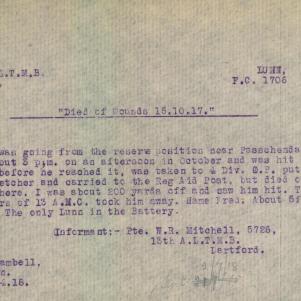 L.T.M.B.
LUNN,
F.C. 1706
"Died of Wounds 15.10.17."
was going from the reserve position near Passchenda
out 5 p.m. on an afternoon in October and was hit
before he reached it, was taken to 4 Div. G.P. put
etcher and carried to the Reg Aid Post, but died
here. I was about 200 yards off and saw him hit. T
rs of 13 A.M.C. took him away. Name Fred. About 5f
The only Lunn in the Battery.
Informant:- Pte. W.R. Mitchell, 5726,
13th A.L.T.M.B.
Dartford.
ambell,
n.
4.18.